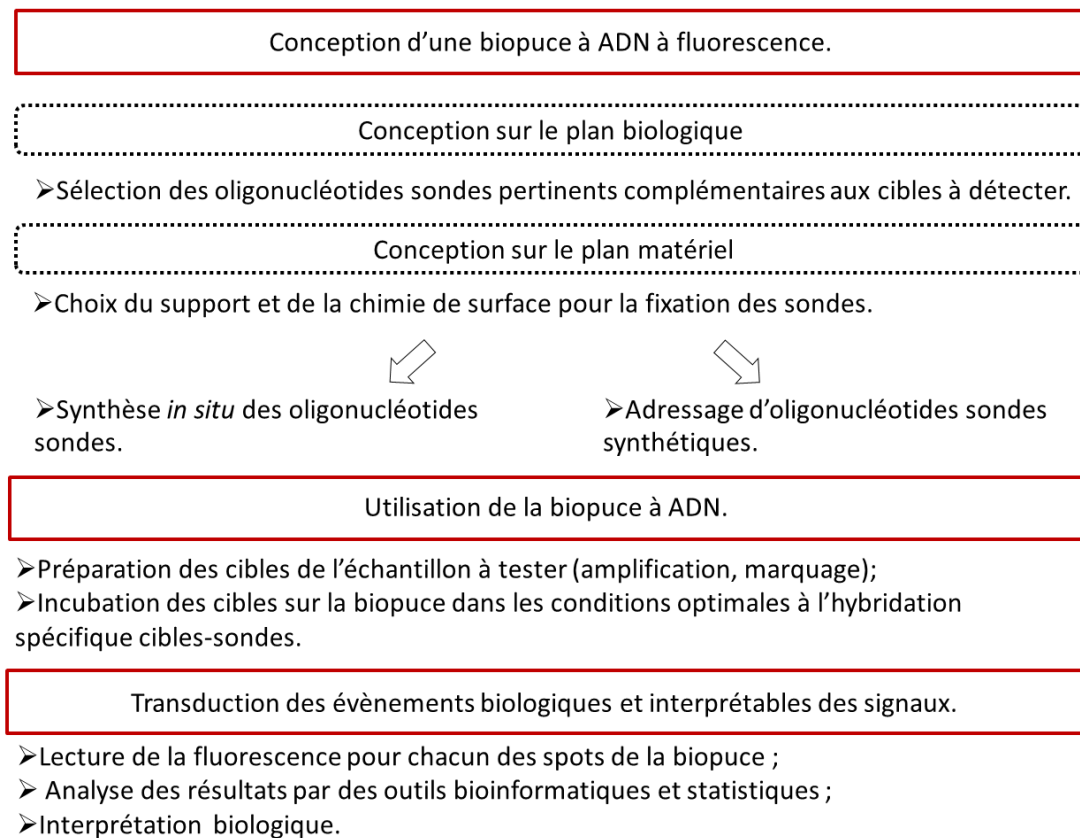 Conception d'une biopuce à ADN à fluorescence.
Conception sur le plan biologique
➢Sélection des oligonucléotides sondes pertinents complémentaires aux cibles à détecter.
Conception sur le plan matériel
➢Choix du support et de la chimie de surface pour la fixation des sondes.
➢Synthèse in situ des oligonucléotides
sondes.
➢Adressage d'oligonucléotides sondes
synthétiques.
Utilisation de la biopuce à ADN.
➢Préparation des cibles de l'échantillon à tester (amplification, marquage);
➢Incubation des cibles sur la biopuce dans les conditions optimales à l'hybridation
spécifique cibles-sondes.
Transduction des évènements biologiques et interprétables des signaux.
➢Lecture de la fluorescence pour chacun des spots de la biopuce ;
➢ Analyse des résultats par des outils bioinformatiques et statistiques ;
➢Interprétation biologique.